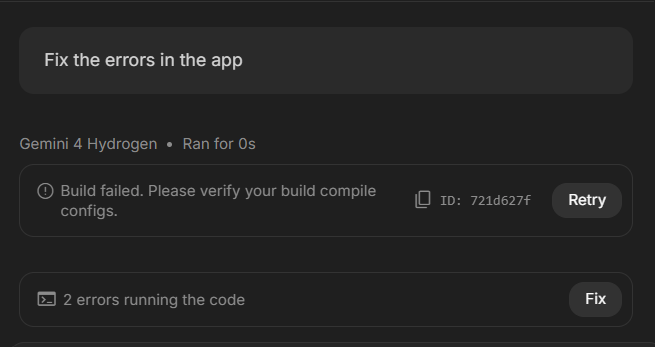 Fix the errors in the app
Gemini 4 Hydrogen • Ran for 0s
Build failed. Please verify your build compile
configs.
ID: 721d627f
Retry
2 errors running the code
Fix